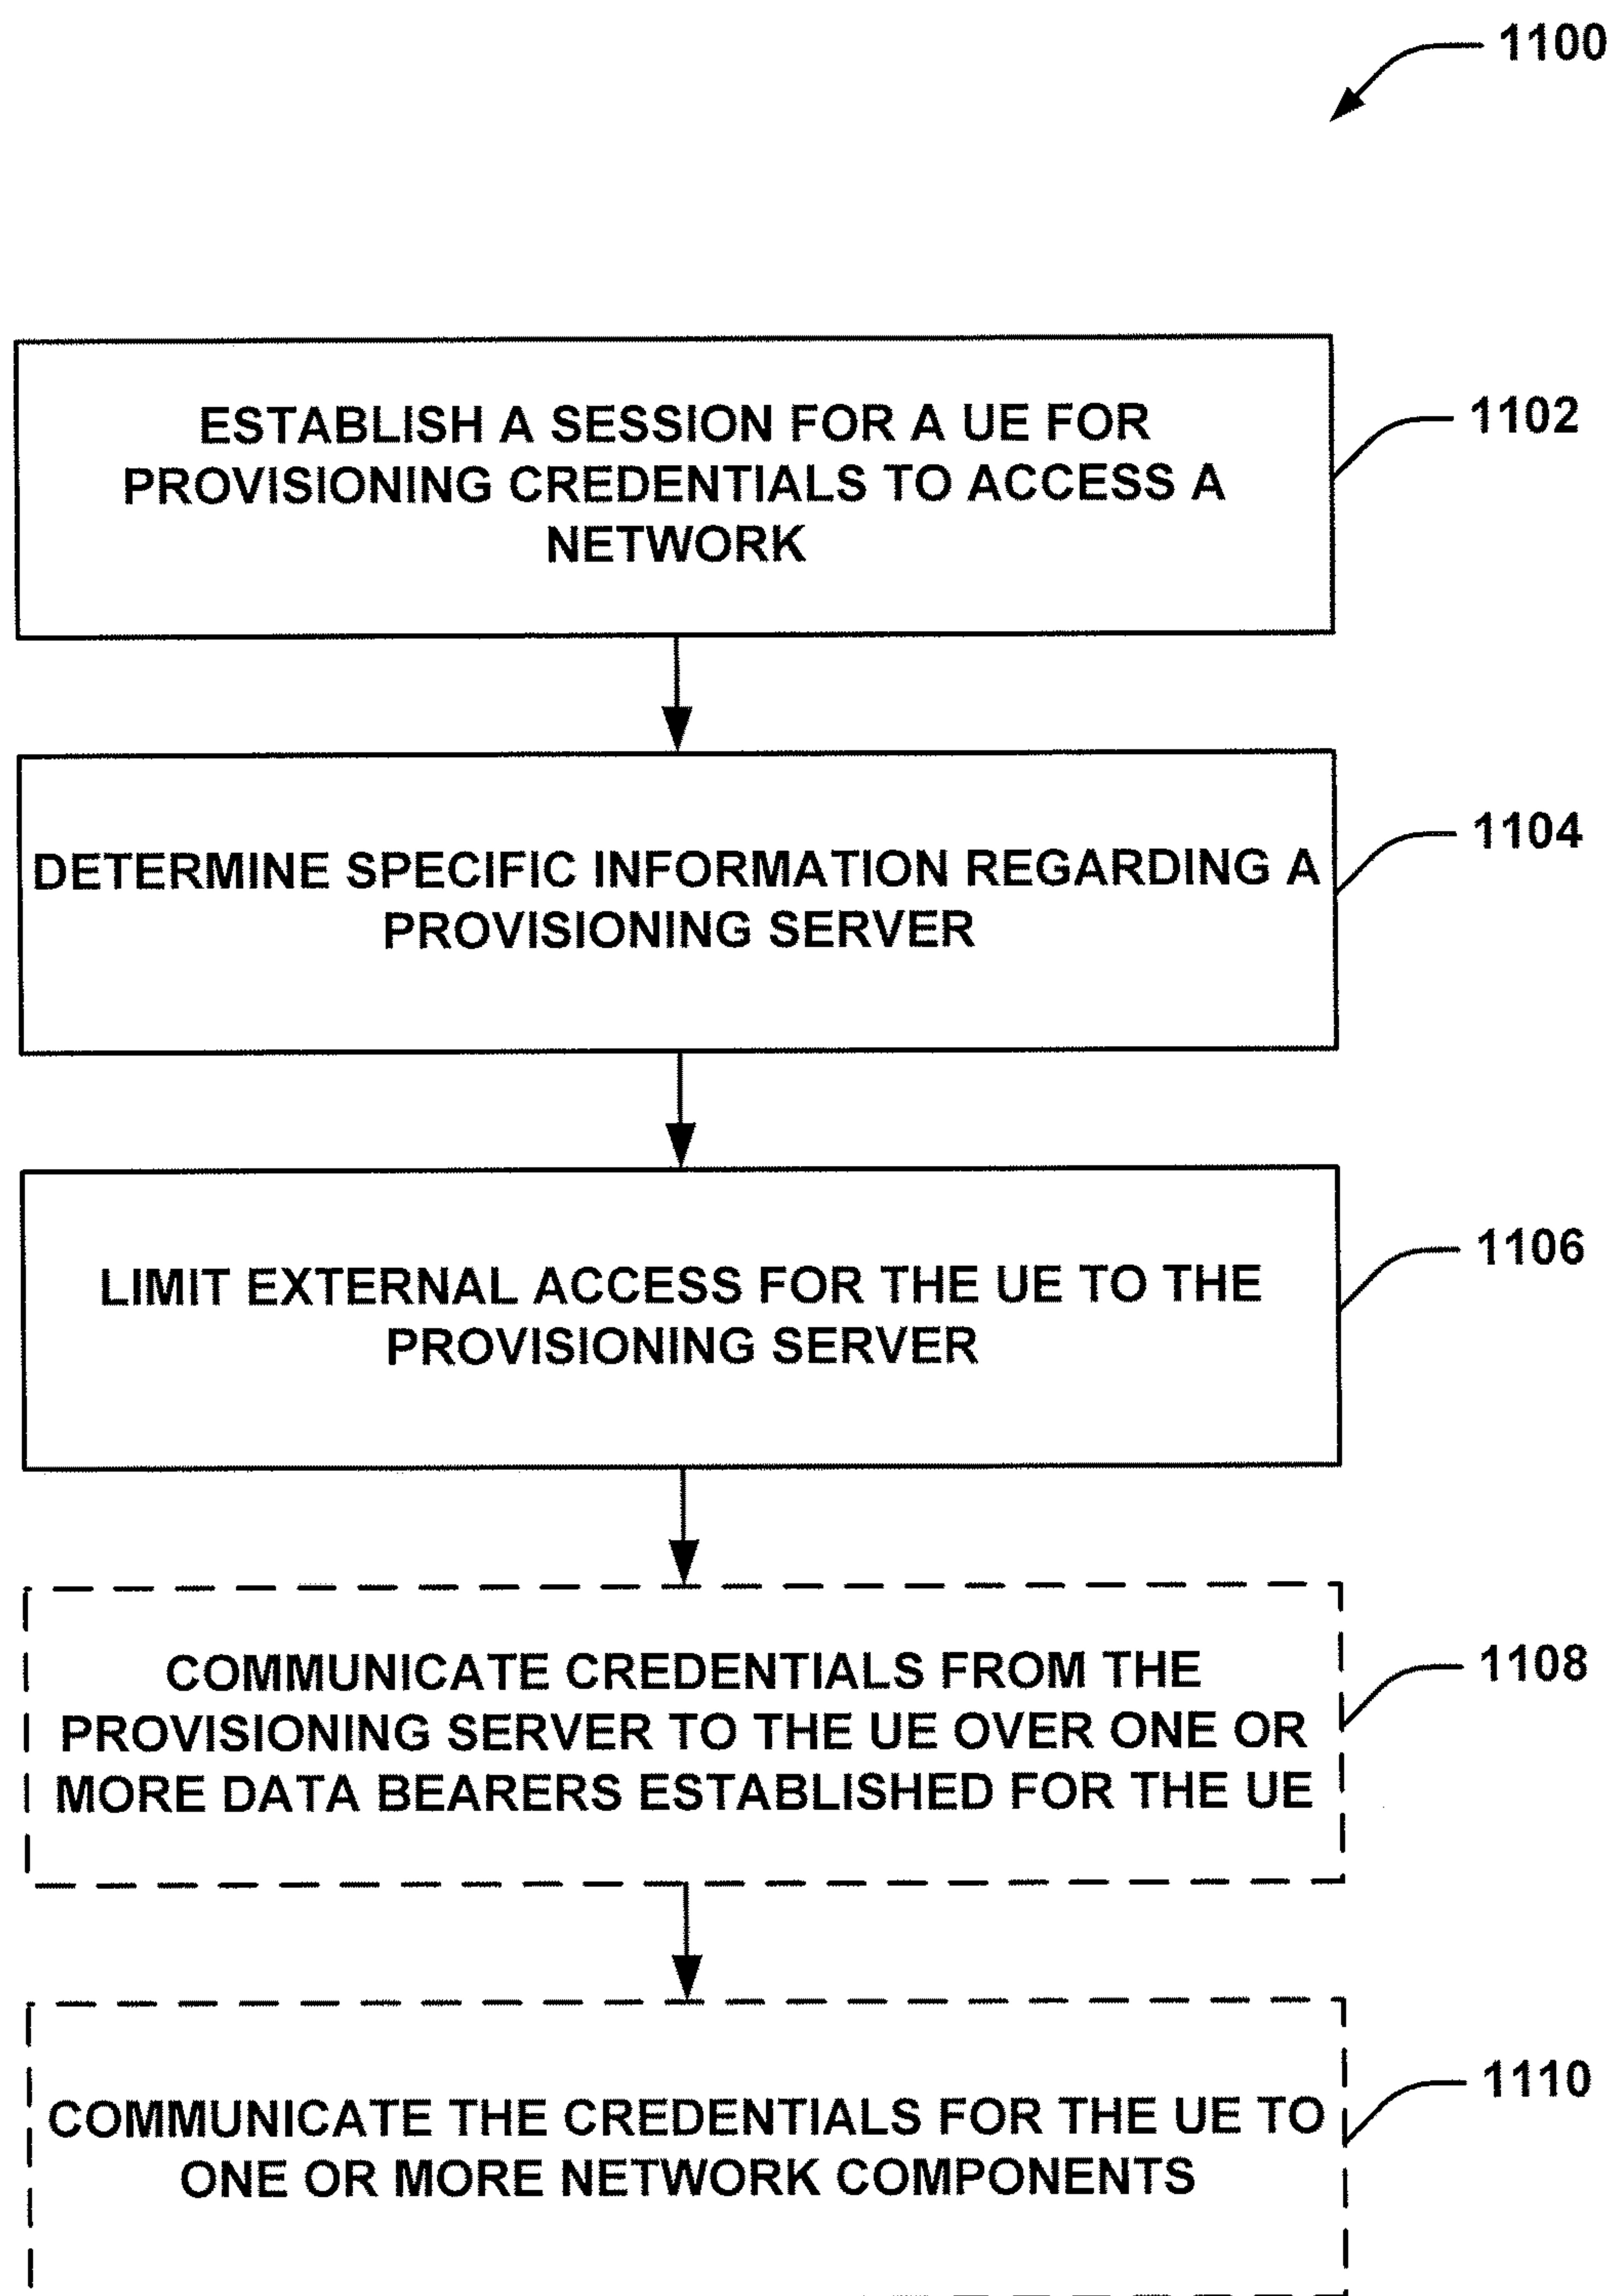 1100
ESTABLISH A SESSION FOR A UE FOR
PROVISIONING CREDENTIALS TO ACCESS A
NETWORK
1102
DETERMINE SPECIFIC INFORMATION REGARDING A
PROVISIONING SERVER
1104
LIMIT EXTERNAL ACCESS FOR THE UE TO THE
PROVISIONING SERVER
1106
COMMUNICATE CREDENTIALS FROM THE
PROVISIONING SERVER TO THE UE OVER ONE OR
MORE DATA BEARERS ESTABLISHED FOR THE UE
1108
COMMUNICATE THE CREDENTIALS FOR THE UE TO
ONE OR MORE NETWORK COMPONENTS
1110